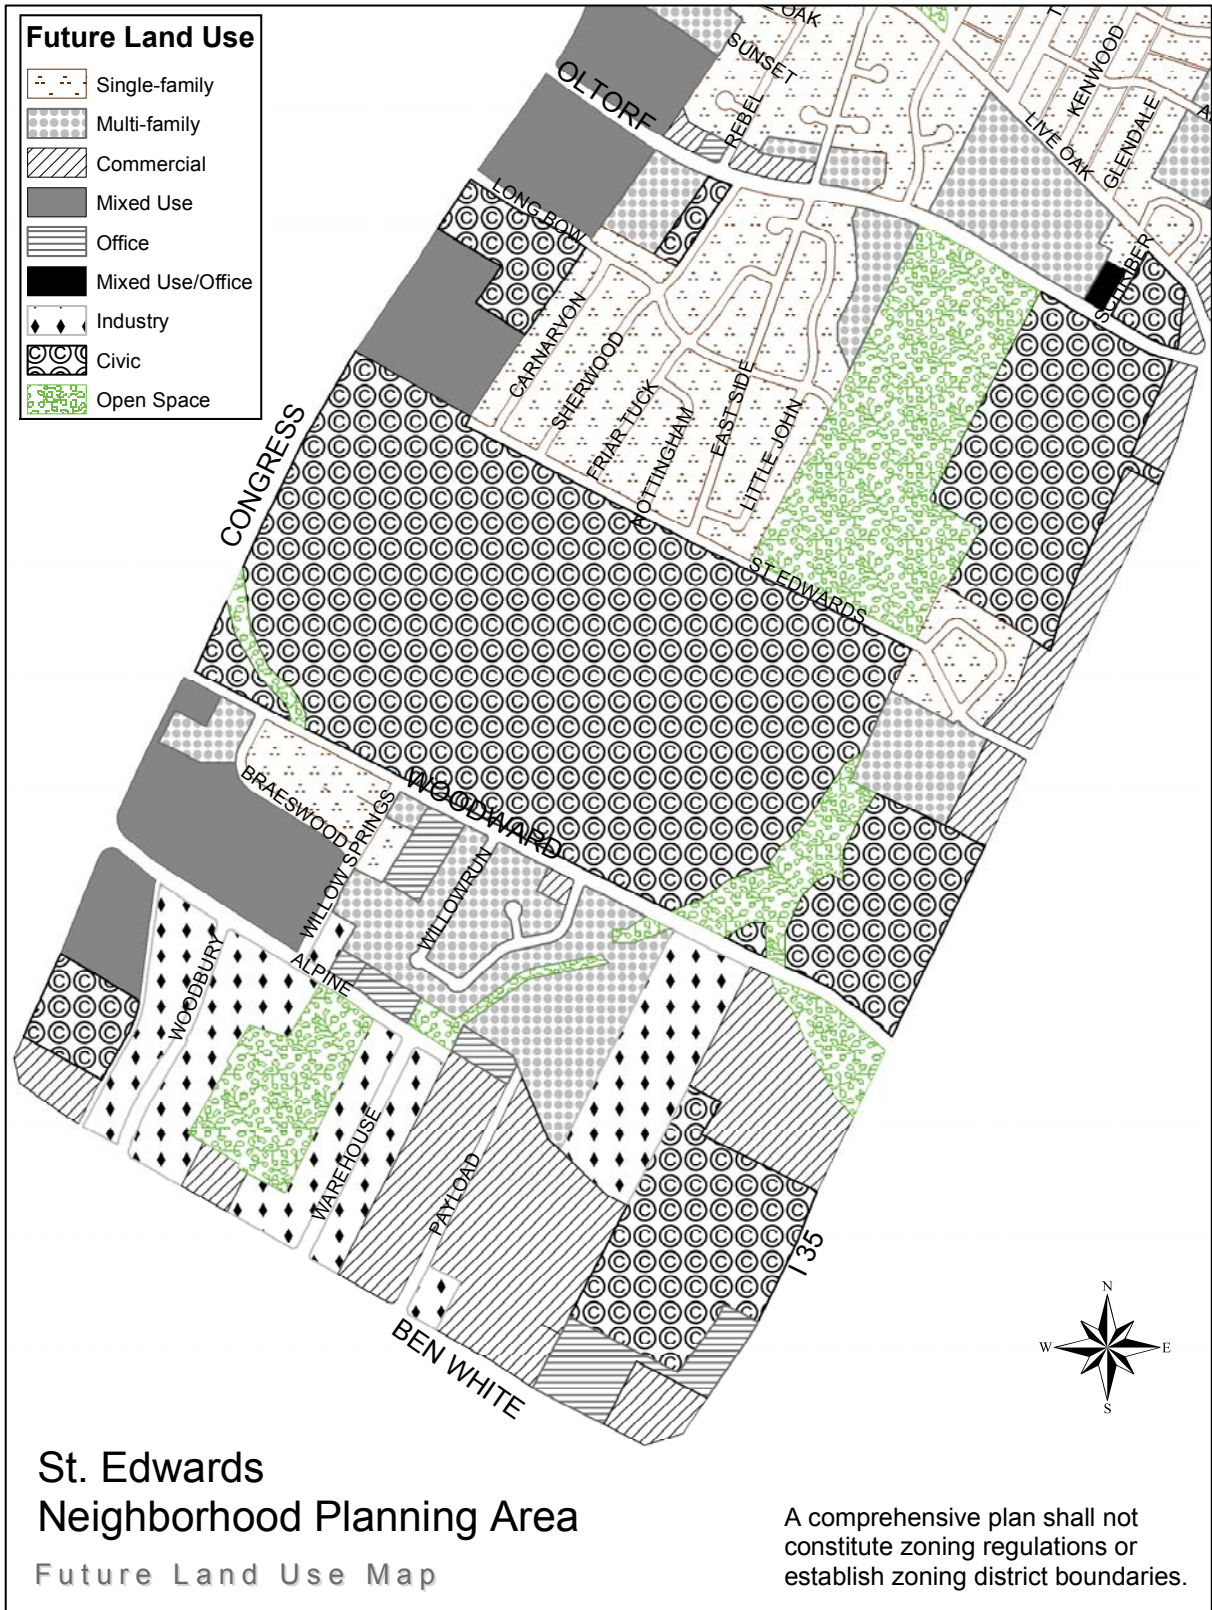 Future Land Use
Single-family
Multi-family
Commercial
Mixed Use
Office
Mixed Use/Office
Industry
Civic
Open Space
OAK
SUNSET
OLTORF
REBEL
KENWOOD
LIVE OAK
GLENDALE
LONG BOW
SCHRIBER
CARNARVON
SHERWOOD
FRIAR TUCK
NOTTINGHAM
EAST SIDE
LITTLE JOHN
CONGRESS
ST EDWARDS
WOODWARD
BRAESWOOD
WILLOW SPRINGS
WILLOWRUN
ALPINE
WOODBURY
WAREHOUSE
PAYLOAD
I 35
BEN WHITE
N
W
E
S
St. Edwards
Neighborhood Planning Area
Future Land Use Map
A comprehensive plan shall not
constitute zoning regulations or
establish zoning district boundaries.